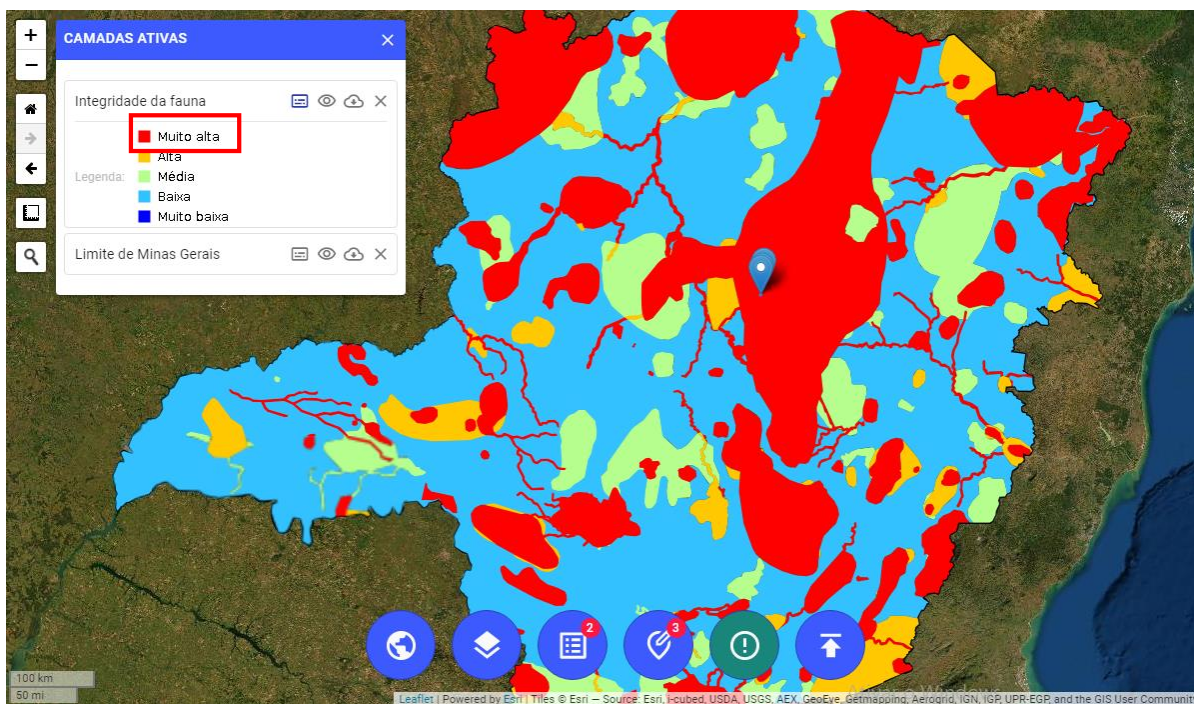 +
CAMADAS ATIVAS ×
−
Integridade da fauna
Muito alta
Alta
Legenda: Média
Baixa
Muito baixa
Limite de Minas Gerais
2
3
100 km
50 mi
Leaflet | Powered by Esri | Tiles © Esri — Source: Esri, i-cubed, USDA, USGS, AEX, GeoEye, Getmapping, Aerogrid, IGN, IGP, UPR-EGP, and the GIS User Communit